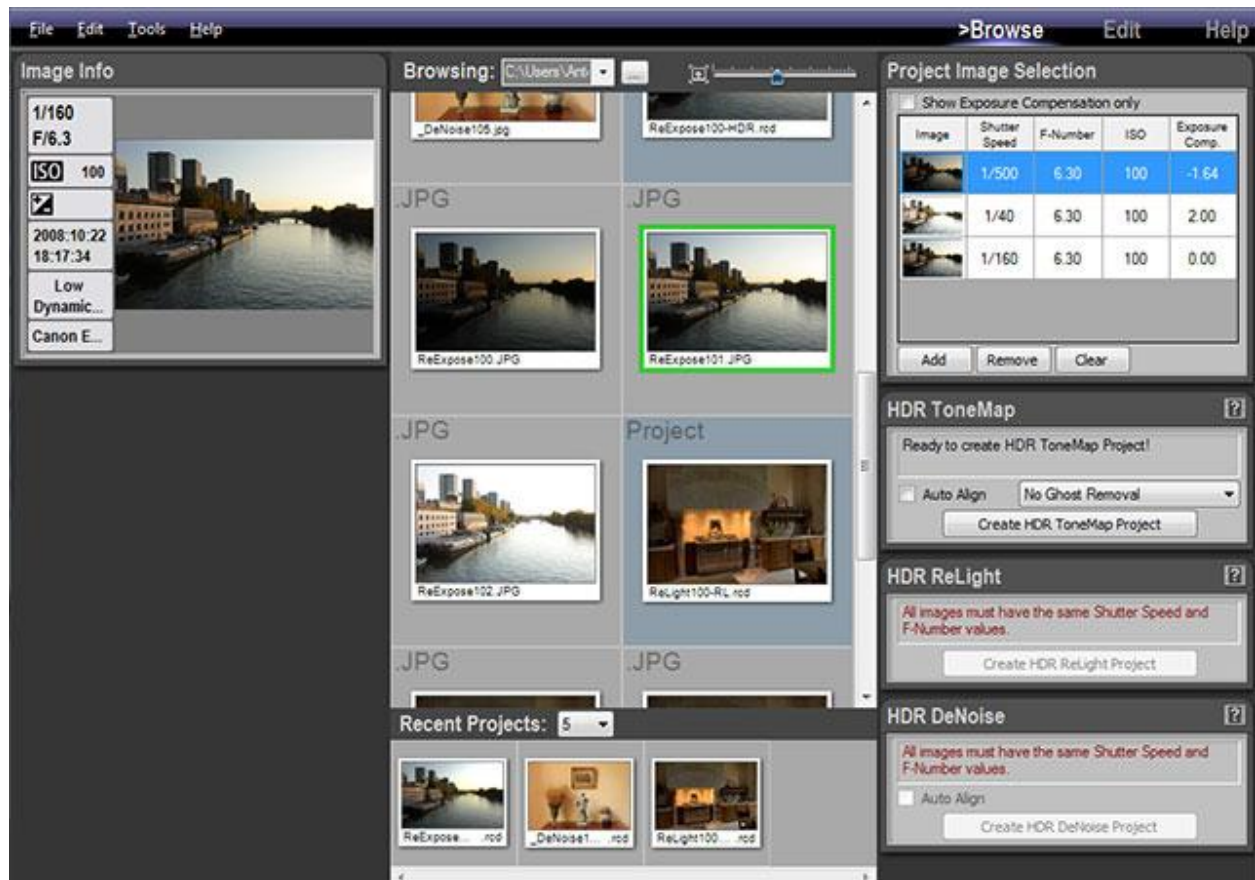 File Edit Tools Help
>Browse Edit Help
Image Info
1/160
F/6.3
ISO 100
2008:10:22
18:17:34
Low
Dynamic...
Canon E...
Browsing: C:\Users\Ant
...
_DeNoise105.jpg
ReExpose100-HDR.rcd
.JPG
.JPG
ReExpose100.JPG
ReExpose101.JPG
.JPG
Project
ReExpose102.JPG
ReLight100-RL.rcd
.JPG
.JPG
Recent Projects: 5
ReExpose... .rcd
_DeNoise1... .rcd
ReLight100 ... .rcd
Project Image Selection
Show Exposure Compensation only
Image Shutter Speed F-Number ISO Exposure Comp.
1/500 6.30 100 -1.64
1/40 6.30 100 2.00
1/160 6.30 100 0.00
Add Remove Clear
HDR ToneMap [?]
Ready to create HDR ToneMap Project!
Auto Align No Ghost Removal
Create HDR ToneMap Project
HDR ReLight [?]
All images must have the same Shutter Speed and
F-Number values.
Create HDR ReLight Project
HDR DeNoise [?]
All images must have the same Shutter Speed and
F-Number values.
Auto Align
Create HDR DeNoise Project